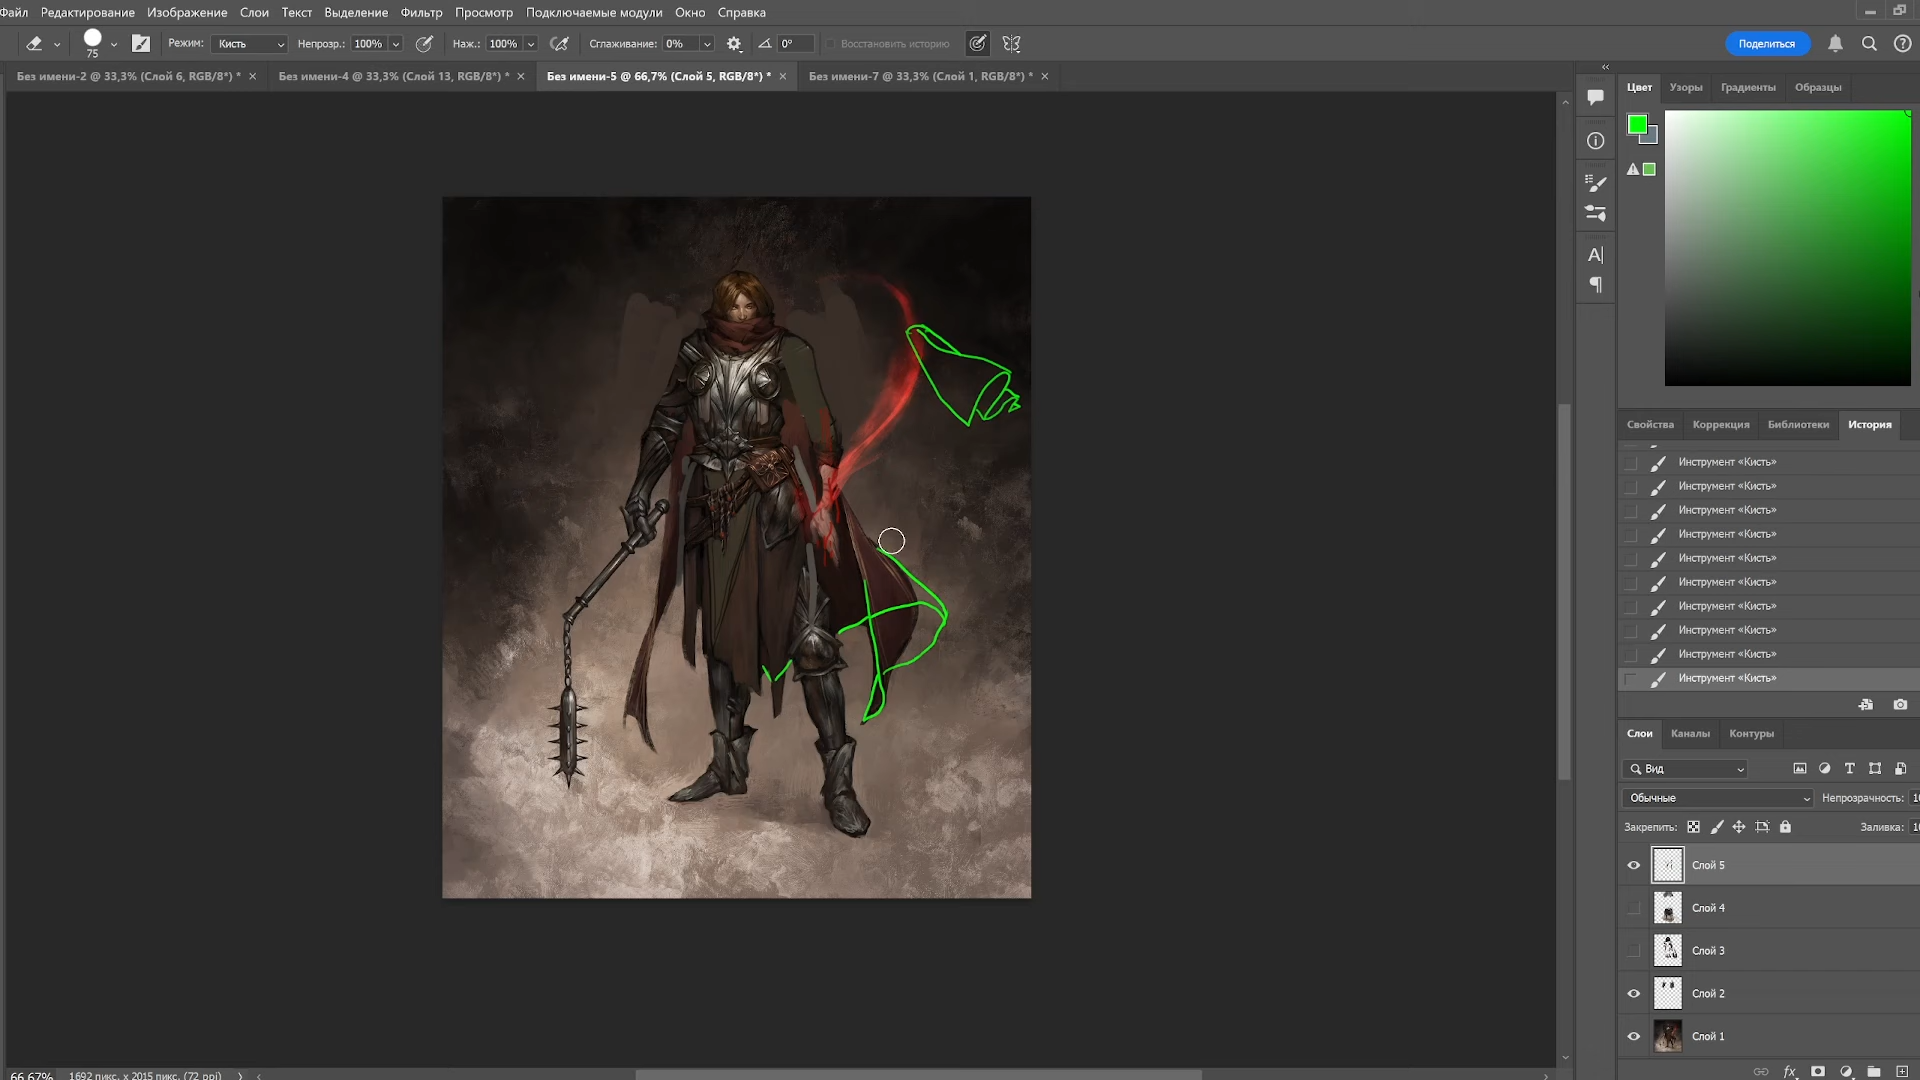 Файл Редактирование Изображение Слои Текст Выделение Фильтр Просмотр Подключаемые модули Окно Справка
75 Режим: Кисть Непрозр.: 100% Наж.: 100% Сглаживание: 0% 0° Восстановить историю Поделиться
Без имени-2 @ 33,3% (Слой 6, RGB/8*) * × Без имени-4 @ 33,3% (Слой 13, RGB/8*) * × Без имени-5 @ 66,7% (Слой 5, RGB/8*) * × Без имени-7 @ 33,3% (Слой 1, RGB/8*) * ×
Цвет Узоры Градиенты Образцы
Свойства Коррекция Библиотеки История
Инструмент «Кисть»
Инструмент «Кисть»
Инструмент «Кисть»
Инструмент «Кисть»
Инструмент «Кисть»
Инструмент «Кисть»
Инструмент «Кисть»
Инструмент «Кисть»
Инструмент «Кисть»
Инструмент «Кисть»
Слои Каналы Контуры
Вид
Обычные Непрозрачность: 10
Закрепить: Заливка: 10
Слой 5
Слой 4
Слой 3
Слой 2
Слой 1
fx
66,67% 1692 пикс. x 2015 пикс. (72 ppi)